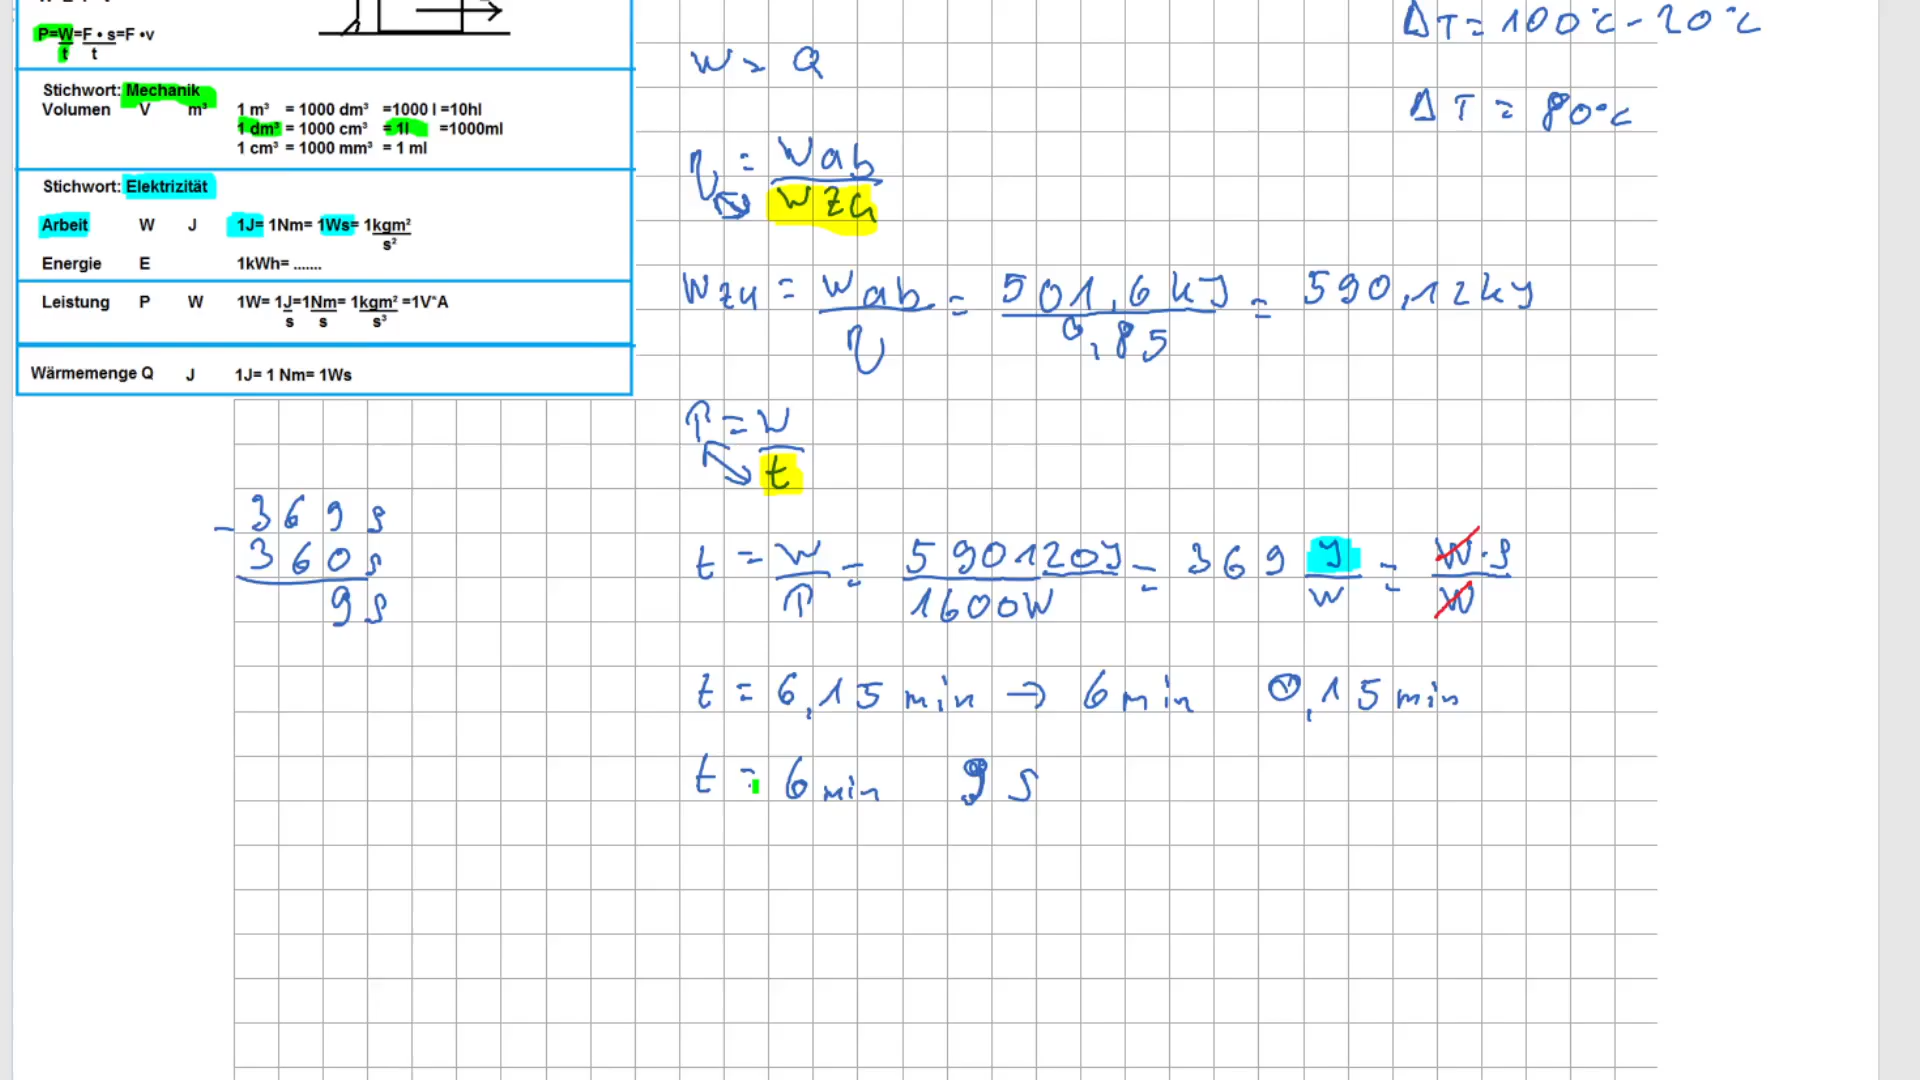 P=W=F • s=F •v
t t
Stichwort: Mechanik
Volumen V m³ 1 m³ = 1000 dm³ =1000 l =10hl
1 dm³ = 1000 cm³ = 1l =1000ml
1 cm³ = 1000 mm³ = 1 ml
Stichwort: Elektrizität
Arbeit W J 1J= 1Nm= 1Ws= 1kgm²
s²
Energie E 1kWh= .......
Leistung P W 1W= 1J=1Nm= 1kgm² =1V*A
s s s³
Wärmemenge Q J 1J= 1 Nm= 1Ws
ΔT = 100°C - 20°C
ΔT = 80°C
W = Q
η = Wab
Wzu
Wzu = Wab = 501,6 kJ = 590,12 kJ
η 0,85
P = W
t
- 369 s
360 s
9 s
t = W = 590120J = 369 J = W·s
P 1600W W W
t = 6,15 min → 6 min 0,15 min
t = 6 min 9 s